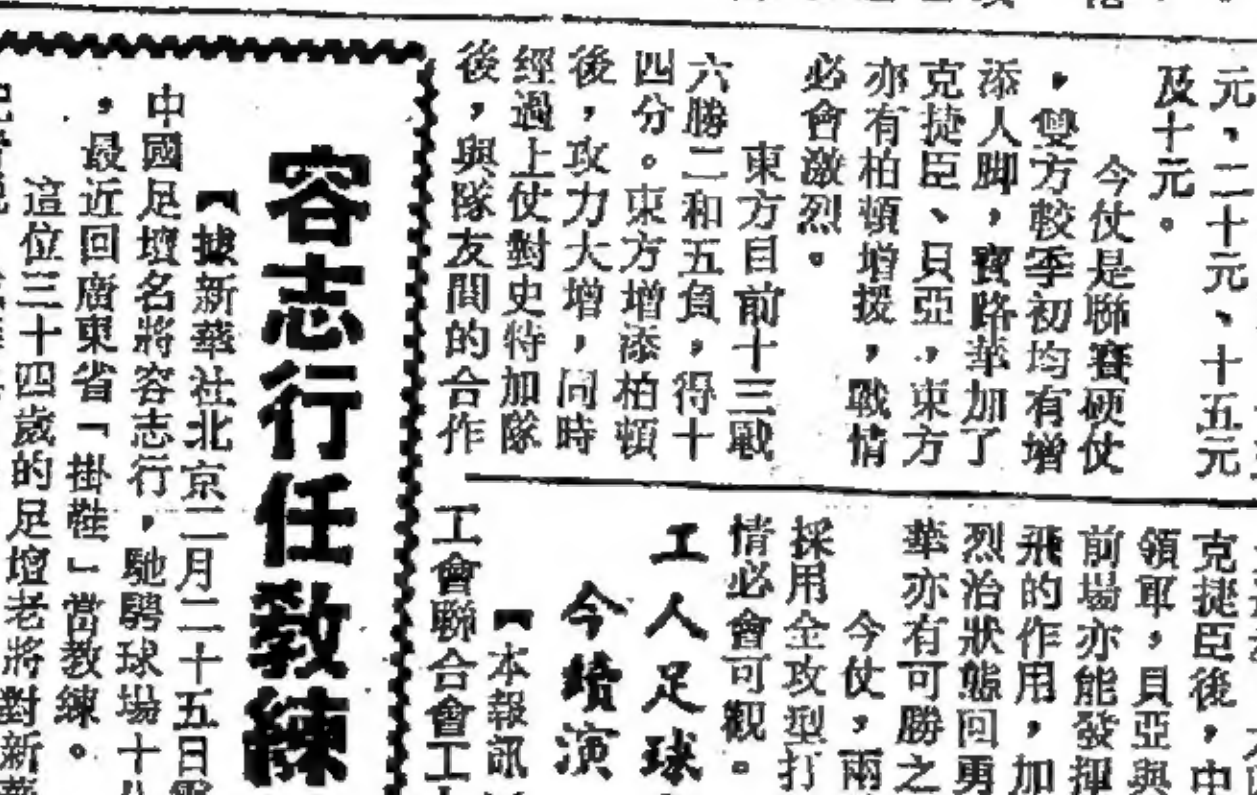 元、二十元、十五元
及十元。
今仗是聯賽硬仗
，雙方較季初均有增
添人脚，寶路華加了
克捷臣、貝亞，東方
亦有柏頓增援，戰情
必會激烈。
東方目前十三戰
六勝二和五負，得十
四分。東方增添柏頓
後，攻力大增，同時
經過上仗對史特加隊
後，與隊友間的合作
克捷臣後，中
領軍，貝亞與
前場亦能發揮
飛的作用，加
烈治狀態回勇
華亦有可勝之
今仗，兩
採用全攻型打
情必會可觀。
工人足球
今續演
【本報訊
工會聯合會工
容志行任教練
【據新華社北京二月二十五日電
中國足壇名將容志行，馳騁球場十
，最近回廣東省「掛鞋」當教練。
這位三十四歲的足壇老將對新華